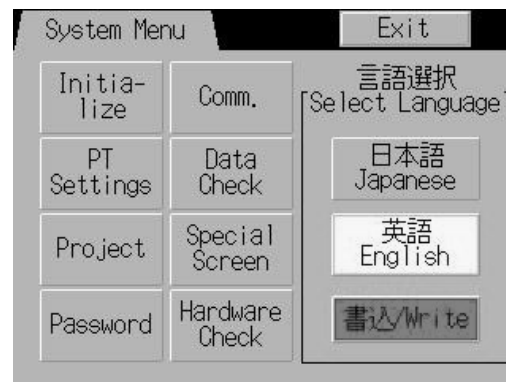 System Menu
Exit
Initia-
lize
Comm.
PT
Settings
Data
Check
Project
Special
Screen
Password
Hardware
Check
言語選択
Select Language
日本語
Japanese
英語
English
書込/Write